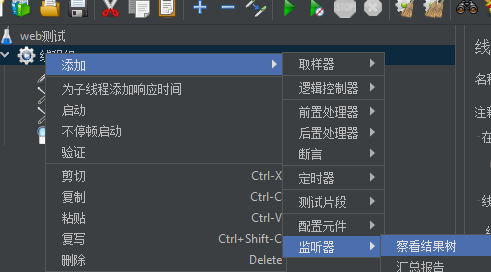 web测试
线程组
添加
为子线程添加响应时间
启动
不停顿启动
验证
剪切 Ctrl-X
复制 Ctrl-C
粘贴 Ctrl-V
复写 Ctrl+Shift-C
删除 Delete
取样器
逻辑控制器
前置处理器
后置处理器
断言
定时器
测试片段
配置元件
监听器
察看结果树
汇总报告
线
名称
注释
在
线